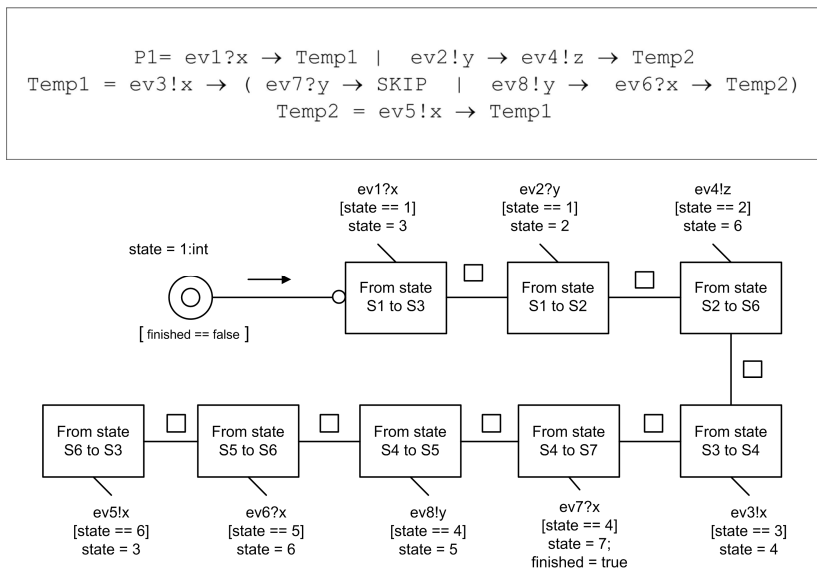 P1= ev1?x → Temp1 | ev2!y → ev4!z → Temp2
Temp1 = ev3!x → ( ev7?y → SKIP | ev8!y → ev6?x → Temp2)
Temp2 = ev5!x → Temp1
ev1?x
[state == 1]
state = 3
ev2?y
[state == 1]
state = 2
ev4!z
[state == 2]
state = 6
state = 1:int
[ finished == false ]
From state
S1 to S3
From state
S1 to S2
From state
S2 to S6
From state
S6 to S3
From state
S5 to S6
From state
S4 to S5
From state
S4 to S7
From state
S3 to S4
ev5!x
[state == 6]
state = 3
ev6?x
[state == 5]
state = 6
ev8!y
[state == 4]
state = 5
ev7?x
[state == 4]
state = 7;
finished = true
ev3!x
[state == 3]
state = 4